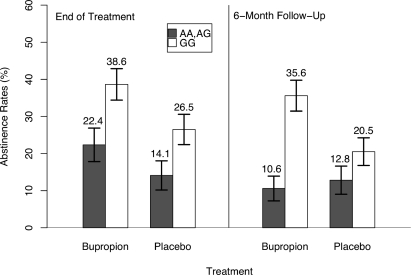 End of Treatment
6−Month Follow−Up
AA,AG
GG
Abstinence Rates (%)
60
50
40
30
20
10
0
22.4
38.6
14.1
26.5
10.6
35.6
12.8
20.5
Bupropion
Placebo
Bupropion
Placebo
Treatment